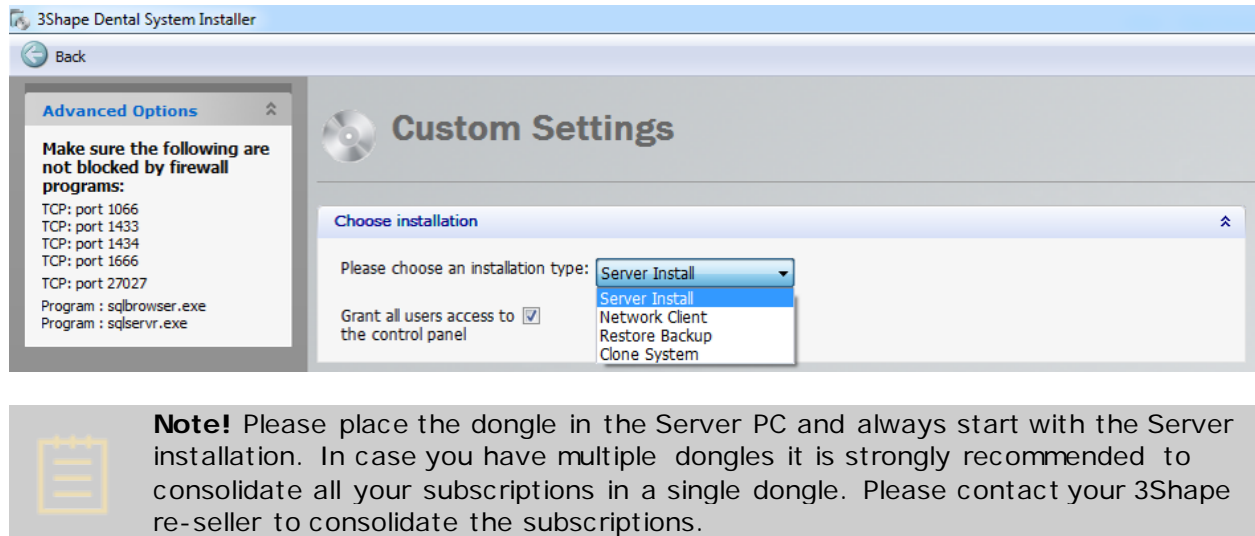 3Shape Dental System Installer
Back
Advanced Options
Make sure the following are
not blocked by firewall
programs:
TCP: port 1066
TCP: port 1433
TCP: port 1434
TCP: port 1666
TCP: port 27027
Program : sqlbrowser.exe
Program : sqlservr.exe
Custom Settings
Choose installation
Please choose an installation type: Server Install
Server Install
Network Client
Restore Backup
Clone System
Grant all users access to
the control panel
Note! Please place the dongle in the Server PC and always start with the Server
installation. In case you have multiple dongles it is strongly recommended to
consolidate all your subscriptions in a single dongle. Please contact your 3Shape
re-seller to consolidate the subscriptions.